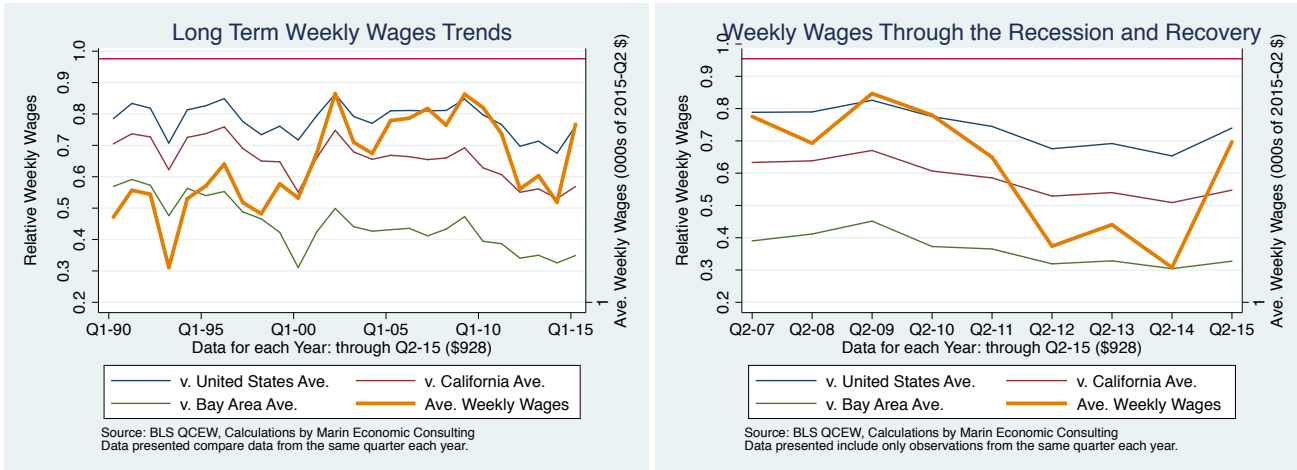 Long Term Weekly Wages Trends
Relative Weekly Wages
1.0
0.9
0.8
0.7
0.6
0.5
0.4
0.3
0.2
1
Ave. Weekly Wages (000s of 2015-Q2 $)
Q1-90 Q1-95 Q1-00 Q1-05 Q1-10 Q1-15
Data for each Year: through Q2-15 ($928)
v. United States Ave. v. California Ave.
v. Bay Area Ave. Ave. Weekly Wages
Source: BLS QCEW, Calculations by Marin Economic Consulting
Data presented compare data from the same quarter each year.
Weekly Wages Through the Recession and Recovery
Relative Weekly Wages
1.0
0.9
0.8
0.7
0.6
0.5
0.4
0.3
0.2
1
Ave. Weekly Wages (000s of 2015-Q2 $)
Q2-07 Q2-08 Q2-09 Q2-10 Q2-11 Q2-12 Q2-13 Q2-14 Q2-15
Data for each Year: through Q2-15 ($928)
v. United States Ave. v. California Ave.
v. Bay Area Ave. Ave. Weekly Wages
Source: BLS QCEW, Calculations by Marin Economic Consulting
Data presented include only observations from the same quarter each year.